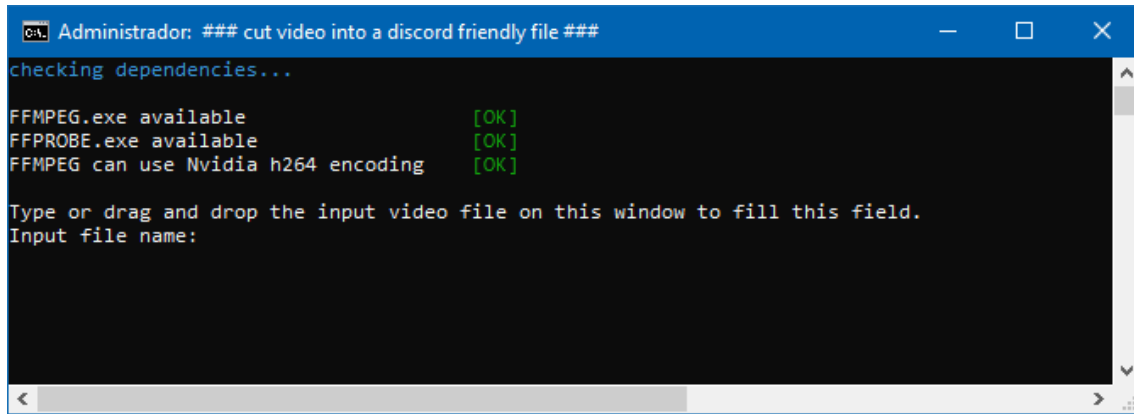 Administrador: ### cut video into a discord friendly file ###
checking dependencies...
FFMPEG.exe available [OK]
FFPROBE.exe available [OK]
FFMPEG can use Nvidia h264 encoding [OK]
Type or drag and drop the input video file on this window to fill this field.
Input file name: